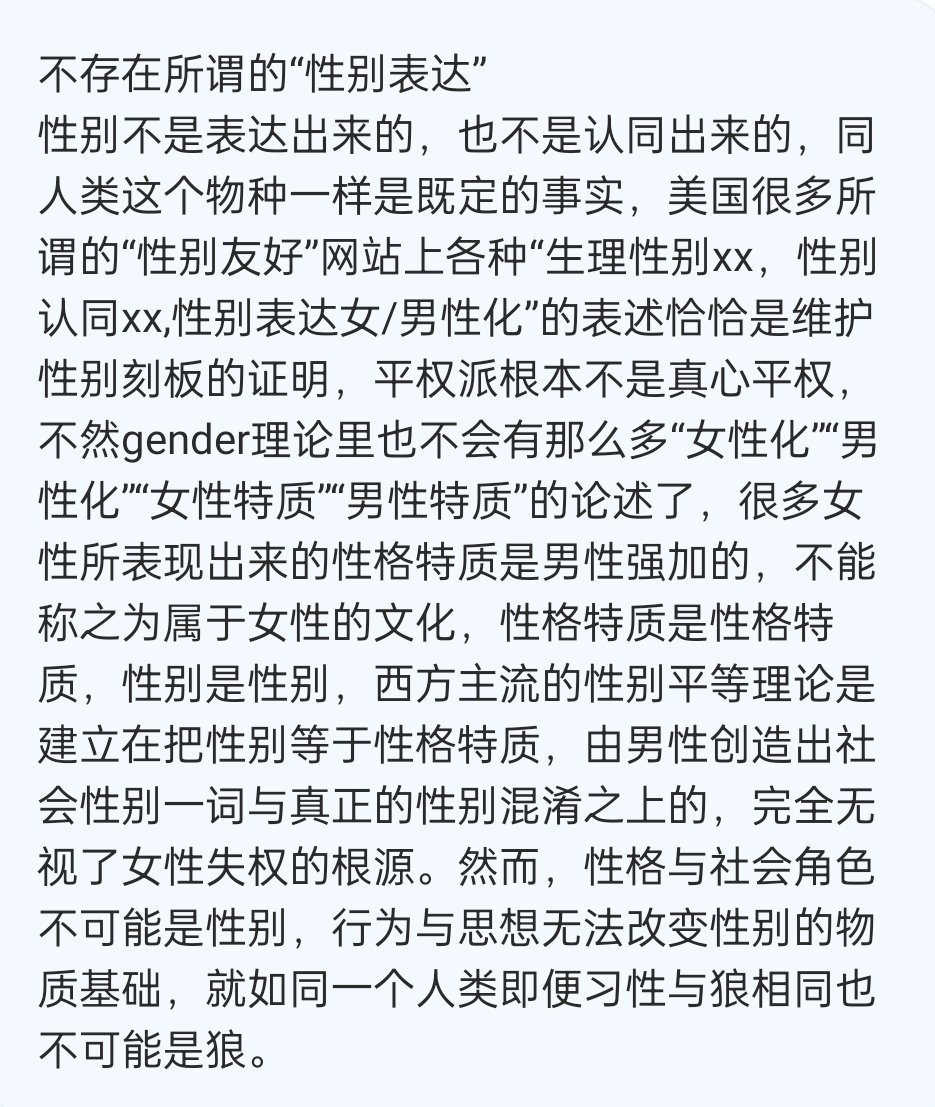 不存在所谓的“性别表达”
性别不是表达出来的，也不是认同出来的，同
人类这个物种一样是既定的事实，美国很多所
谓的“性别友好”网站上各种“生理性别xx，性别
认同xx,性别表达女/男性化”的表述恰恰是维护
性别刻板的证明，平权派根本不是真心平权，
不然gender理论里也不会有那么多“女性化”“男
性化”“女性特质”“男性特质”的论述了，很多女
性所表现出来的性格特质是男性强加的，不能
称之为属于女性的文化，性格特质是性格特
质，性别是性别，西方主流的性别平等理论是
建立在把性别等于性格特质，由男性创造出社
会性别一词与真正的性别混淆之上的，完全无
视了女性失权的根源。然而，性格与社会角色
不可能是性别，行为与思想无法改变性别的物
质基础，就如同一个人类即便习性与狼相同也
不可能是狼。